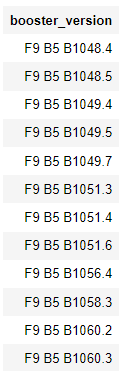 booster_version
F9 B5 B1048.4
F9 B5 B1048.5
F9 B5 B1049.4
F9 B5 B1049.5
F9 B5 B1049.7
F9 B5 B1051.3
F9 B5 B1051.4
F9 B5 B1051.6
F9 B5 B1056.4
F9 B5 B1058.3
F9 B5 B1060.2
F9 B5 B1060.3